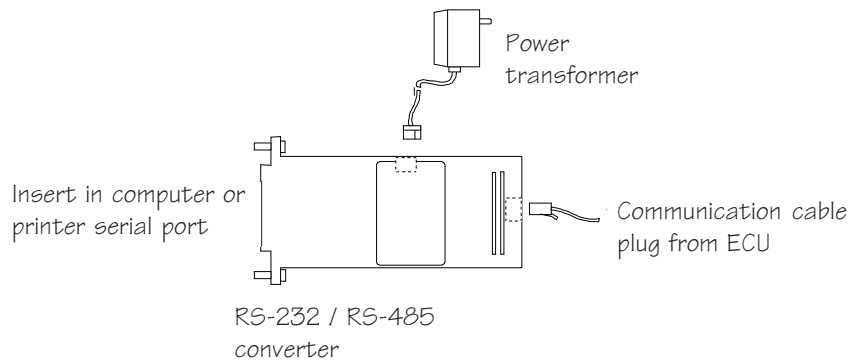 Power
transformer
Insert in computer or
printer serial port
Communication cable
plug from ECU
RS-232 / RS-485
converter